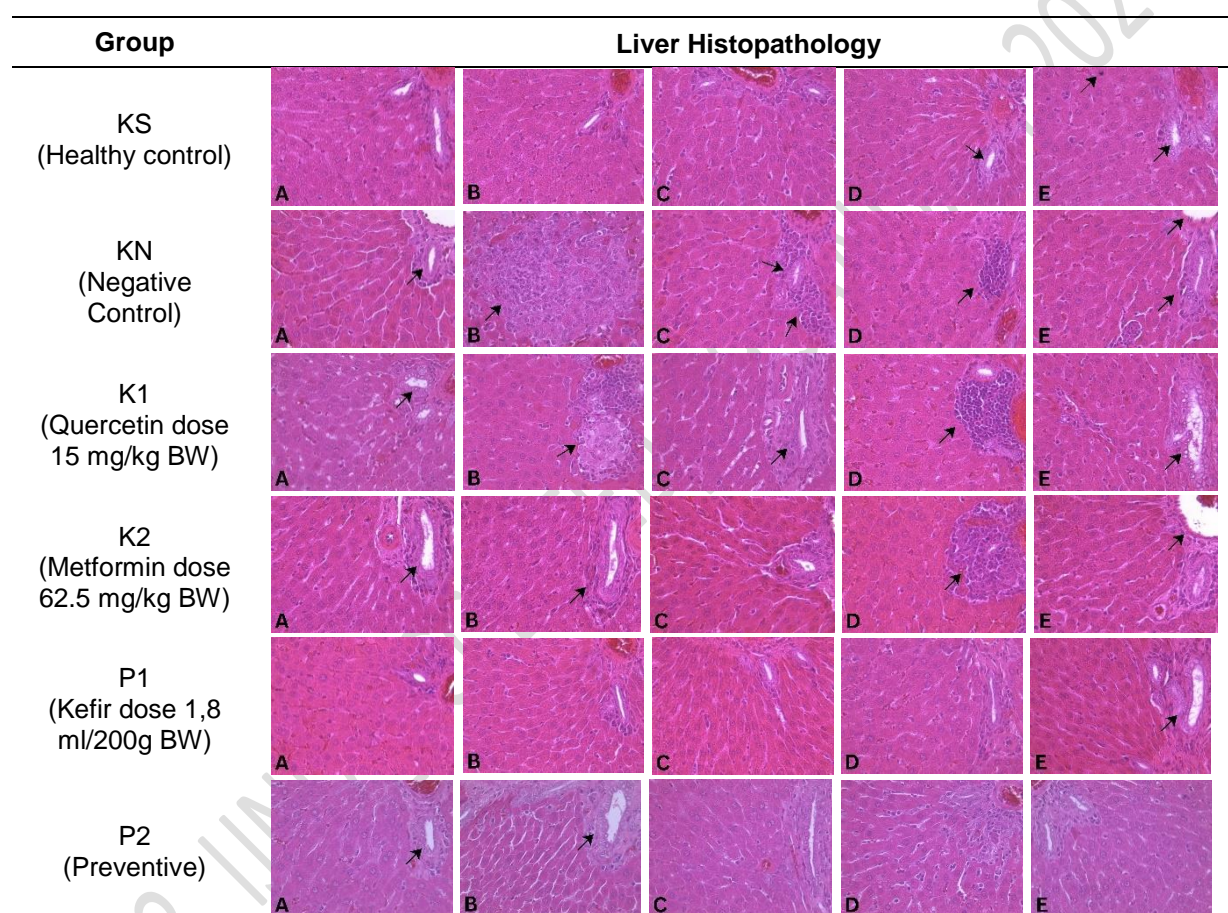 Group Liver Histopathology
KS
(Healthy control)
A B C D E
KN
(Negative
Control)
A B C D E
K1
(Quercetin dose
15 mg/kg BW)
A B C D E
K2
(Metformin dose
62.5 mg/kg BW)
A B C D E
P1
(Kefir dose 1,8
ml/200g BW)
A B C D E
P2
(Preventive)
A B C D E